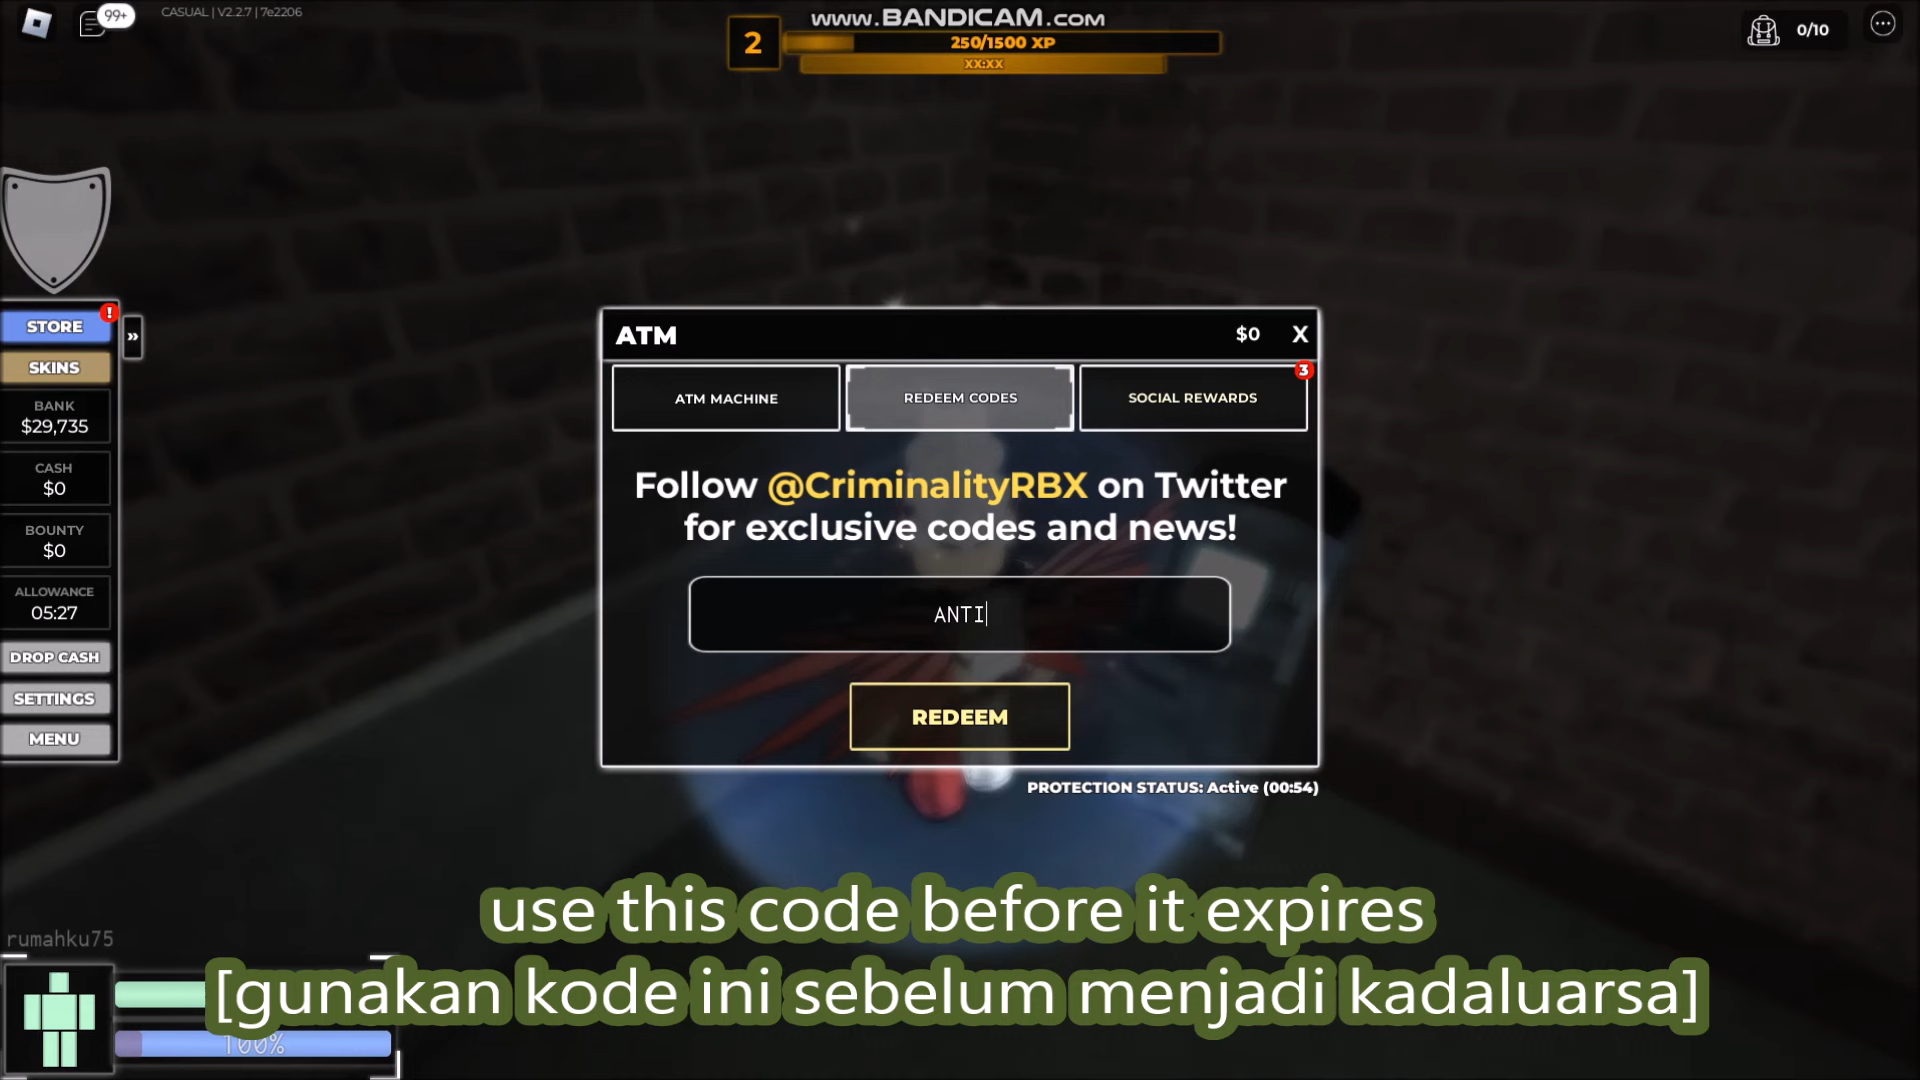 99+
CASUAL | V2.2.7 | 7e2206
www.BANDICAM.com
2
250/1500 XP
XX:XX
0/10
STORE
!
»
SKINS
BANK
$29,735
CASH
$0
BOUNTY
$0
ALLOWANCE
05:27
DROP CASH
SETTINGS
MENU
ATM
$0
X
ATM MACHINE
REDEEM CODES
SOCIAL REWARDS
3
Follow @CriminalityRBX on Twitter
for exclusive codes and news!
ANTI
REDEEM
PROTECTION STATUS: Active (00:54)
use this code before it expires
[gunakan kode ini sebelum menjadi kadaluarsa]
rumahku75
100%